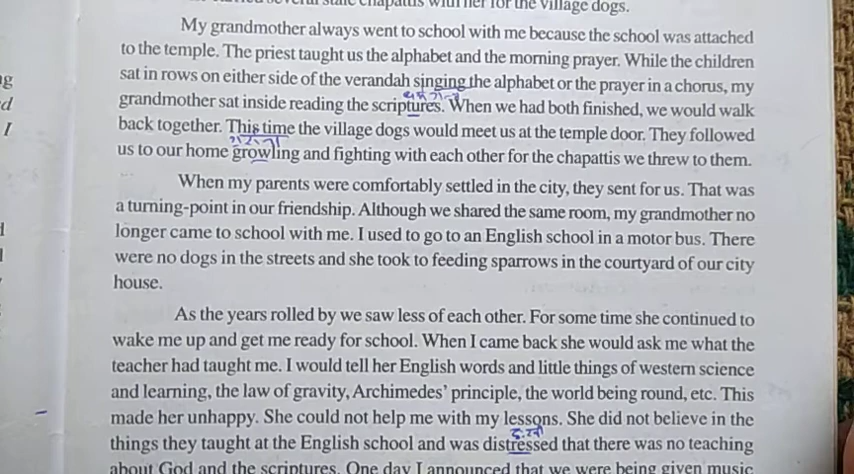 chapattis with her for the village dogs.
My grandmother always went to school with me because the school was attached
to the temple. The priest taught us the alphabet and the morning prayer. While the children
sat in rows on either side of the verandah singing the alphabet or the prayer in a chorus, my
grandmother sat inside reading the scriptures. When we had both finished, we would walk
back together. This time the village dogs would meet us at the temple door. They followed
us to our home growling and fighting with each other for the chapattis we threw to them.
When my parents were comfortably settled in the city, they sent for us. That was
a turning-point in our friendship. Although we shared the same room, my grandmother no
longer came to school with me. I used to go to an English school in a motor bus. There
were no dogs in the streets and she took to feeding sparrows in the courtyard of our city
house.
As the years rolled by we saw less of each other. For some time she continued to
wake me up and get me ready for school. When I came back she would ask me what the
teacher had taught me. I would tell her English words and little things of western science
and learning, the law of gravity, Archimedes' principle, the world being round, etc. This
made her unhappy. She could not help me with my lessons. She did not believe in the
दुःखी
things they taught at the English school and was distressed that there was no teaching
about God and the scriptures. One day I announced that we were being given music